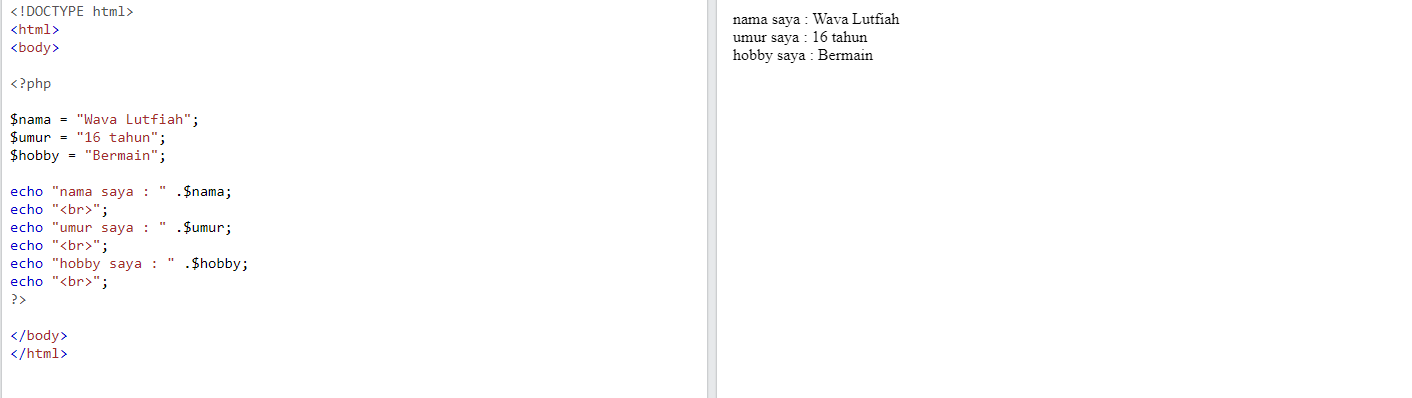 <!DOCTYPE html>
<html>
<body>
<?php
$nama = "Wava Lutfiah";
$umur = "16 tahun";
$hobby = "Bermain";
echo "nama saya : " .$nama;
echo "<br>";
echo "umur saya : " .$umur;
echo "<br>";
echo "hobby saya : " .$hobby;
echo "<br>";
?>
</body>
</html>
nama saya : Wava Lutfiah
umur saya : 16 tahun
hobby saya : Bermain